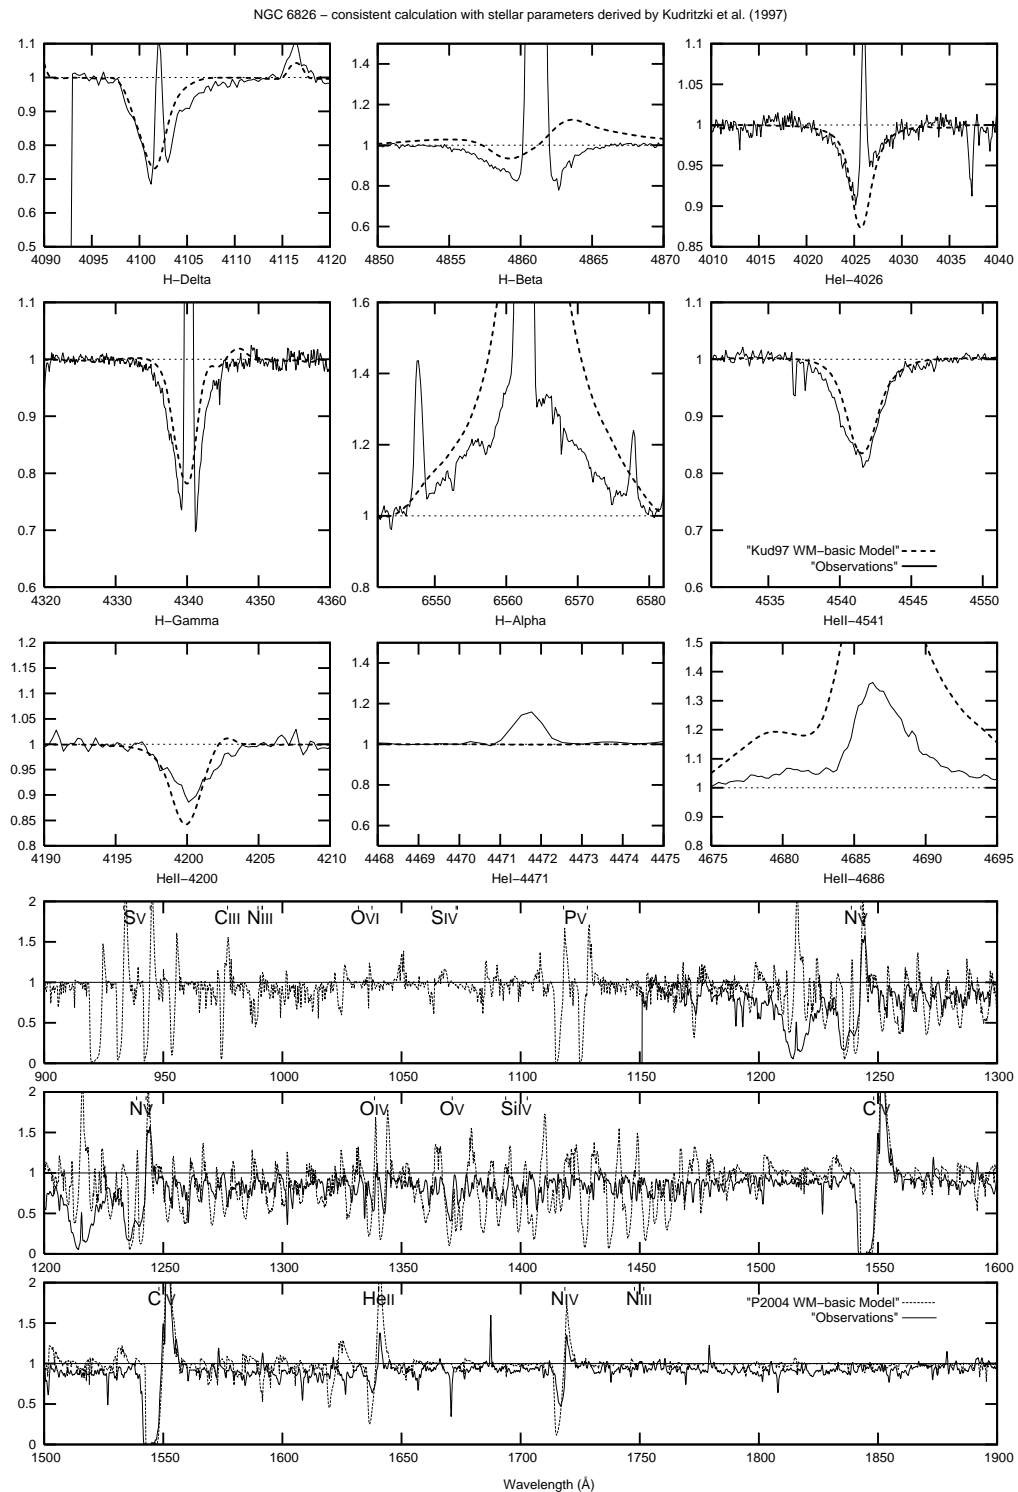 NGC 6826 – consistent calculation with stellar parameters derived by Kudritzki et al. (1997)
1.1
1
0.9
0.8
0.7
0.6
0.5
4090 4095 4100 4105 4110 4115 4120
H–Delta
1.4
1.2
1
0.8
0.6
4850 4855 4860 4865 4870
H–Beta
1.1
1.05
1
0.95
0.9
0.85
4010 4015 4020 4025 4030 4035 4040
HeI–4026
1.1
1
0.9
0.8
0.7
0.6
4320 4330 4340 4350 4360
H–Gamma
1.6
1.4
1.2
1
0.8
6550 6560 6570 6580
H–Alpha
1.1
1
0.9
0.8
0.7
0.6
"Kud97 WM–basic Model"
"Observations"
4535 4540 4545 4550
HeII–4541
1.2
1.15
1.1
1.05
1
0.95
0.9
0.85
0.8
4190 4195 4200 4205 4210
HeII–4200
1.4
1.2
1
0.8
0.6
4468 4469 4470 4471 4472 4473 4474 4475
HeI–4471
1.5
1.4
1.3
1.2
1.1
1
0.9
0.8
4675 4680 4685 4690 4695
HeII–4686
2
1.5
1
0.5
0
SV CIII NIII OVI SIV PV NV
900 950 1000 1050 1100 1150 1200 1250 1300
2
1.5
1
0.5
0
NV OIV OV SiIV C IV
1200 1250 1300 1350 1400 1450 1500 1550 1600
2
1.5
1
0.5
0
C IV HeII NIV NIII
"P2004 WM–basic Model"
"Observations"
1500 1550 1600 1650 1700 1750 1800 1850 1900
Wavelength (Å)